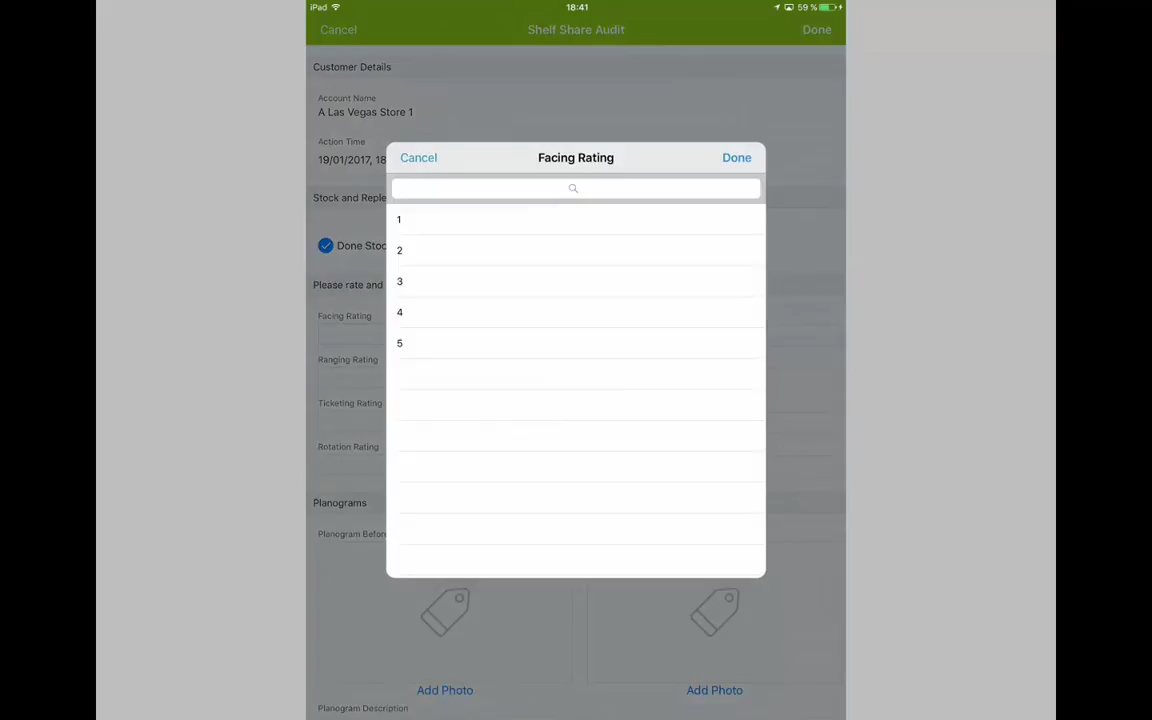 iPad 18:41 59 %
Cancel Shelf Share Audit Done
Customer Details
Account Name
A Las Vegas Store 1
Action Time
19/01/2017, 18
Cancel Facing Rating Done
Stock and Reple
1
Done Stoc
2
Please rate and
3
Facing Rating
4
5
Ranging Rating
Ticketing Rating
Rotation Rating
Planograms
Planogram Before
Add Photo Add Photo
Planogram Description